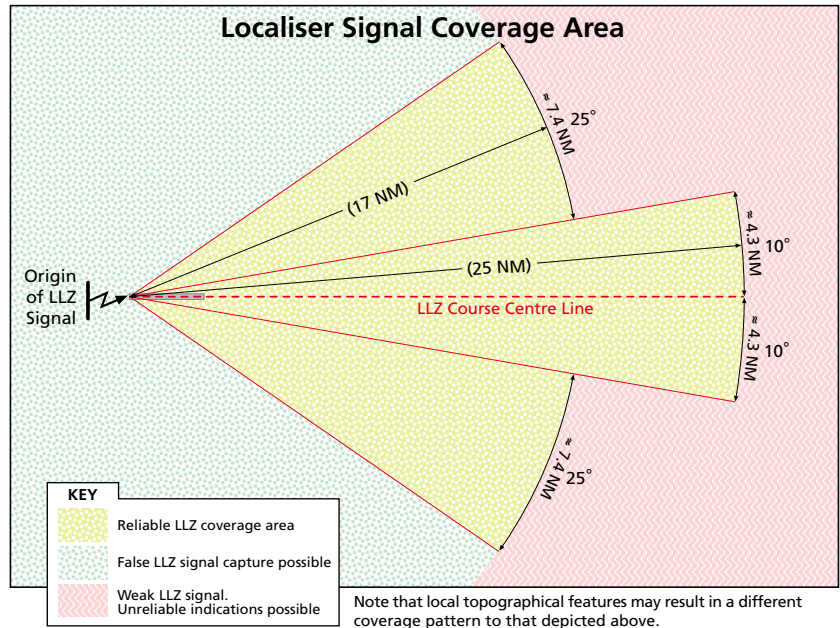 Localiser Signal Coverage Area
≈ 7.4 NM
25°
(17 NM)
≈ 4.3 NM
10°
(25 NM)
Origin
of LLZ
Signal
LLZ Course Centre Line
≈ 4.3 NM
10°
≈ 7.4 NM
25°
KEY
Reliable LLZ coverage area
False LLZ signal capture possible
Weak LLZ signal.
Unreliable indications possible
Note that local topographical features may result in a different
coverage pattern to that depicted above.